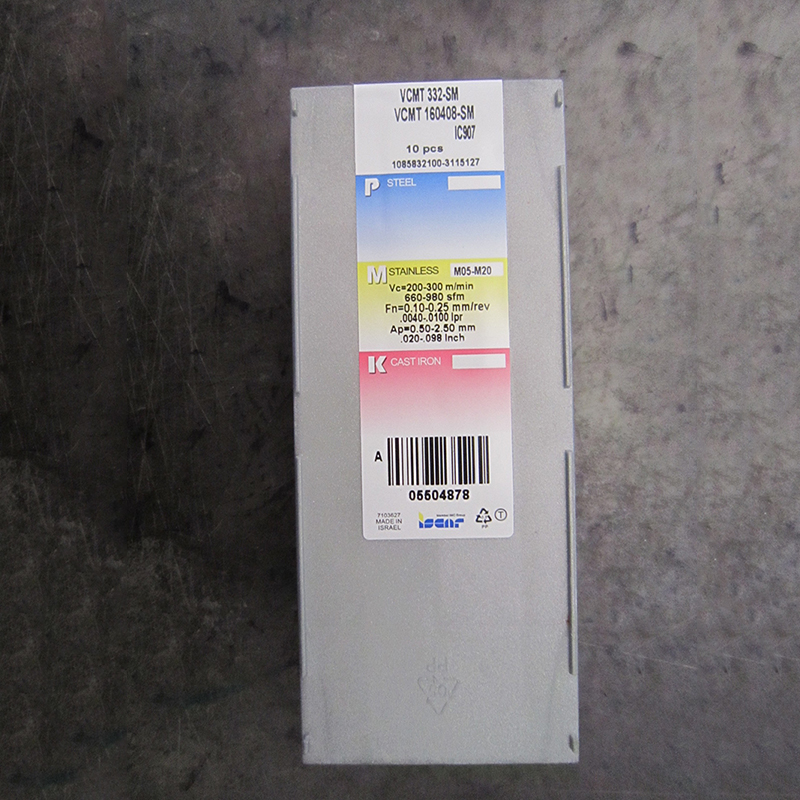 VCMT 332-SM
VCMT 160408-SM
IC907
10 pcs
1085832100-3115127
P STEEL
M STAINLESS M05-M20
Vc=200-300 m/min
660-980 sfm
Fn=0.10-0.25 mm/rev
.0040-.0100 Ipr
Ap=0.50-2.50 mm
.020-.098 Inch
K CAST IRON
A
05504878
7103627
MADE IN
ISRAEL
iscar
PP
T
PP